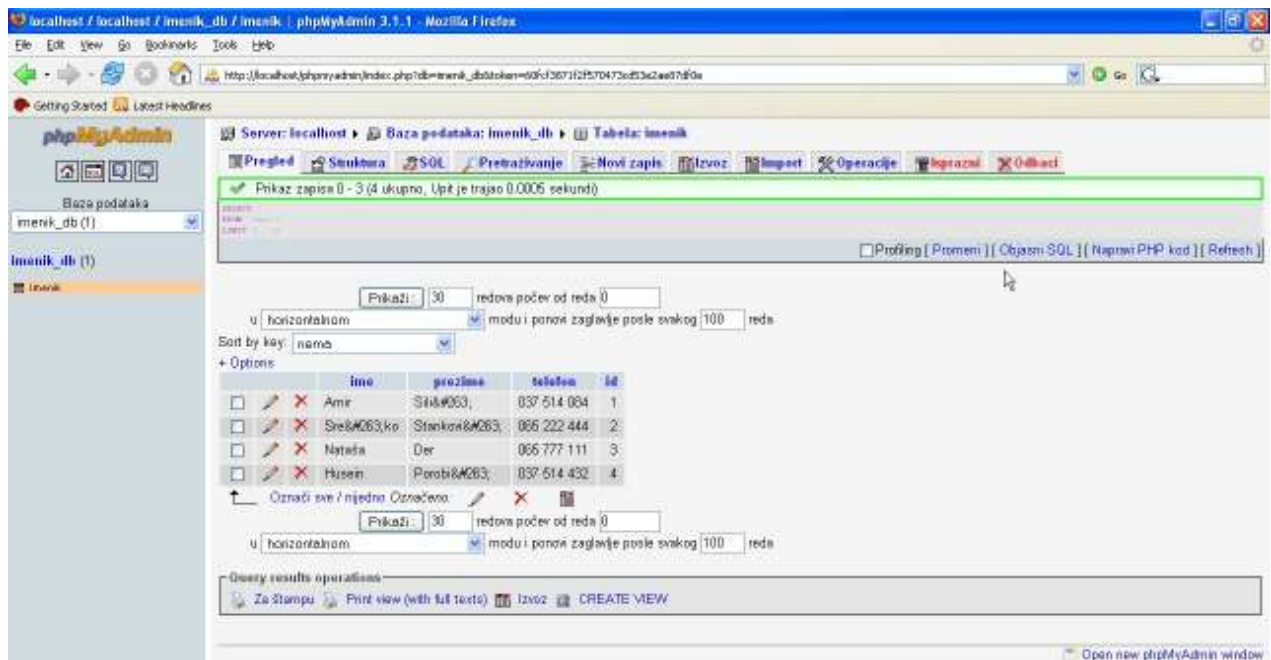 localhost / localhost / imenik_db / imenik | phpMyAdmin 3.1.1 - Mozilla Firefox
File Edit View Go Bookmarks Tools Help
Go
Getting Started Latest Headlines
phpMyAdmin
Baza podataka
imenik_db (1)
imenik_db (1)
imenik
Server: localhost Baza podataka: imenik_db Tabela: imenik
Pregled Struktura SQL Pretraživanje Novi zapis Izvoz Import Operacije Isprazni Odbaci
Prikaz zapisa 0 - 3 (4 ukupno, Upit je trajao 0.0005 sekundi)
Profiling [ Promeni ] [ Objasni SQL ] [ Napravi PHP kod ] [ Refresh ]
Prikaži : 30 redova počev od reda 0
u horizontalnom modu i ponovi zaglavlje posle svakog 100 reda
Sort by key: nema
+ Options
ime prezime telefon id
Amir Sili&#263; 037 514 064 1
Sre&#263;ko Stankovi&#263; 065 222 444 2
Nataša Der 066 777 111 3
Husein Porobi&#263; 037 514 432 4
Označi sve / nijedno Označeno:
Prikaži : 30 redova počev od reda 0
u horizontalnom modu i ponovi zaglavlje posle svakog 100 reda
Query results operations
Za štampu Print view (with full texts) Izvoz CREATE VIEW
Open new phpMyAdmin window